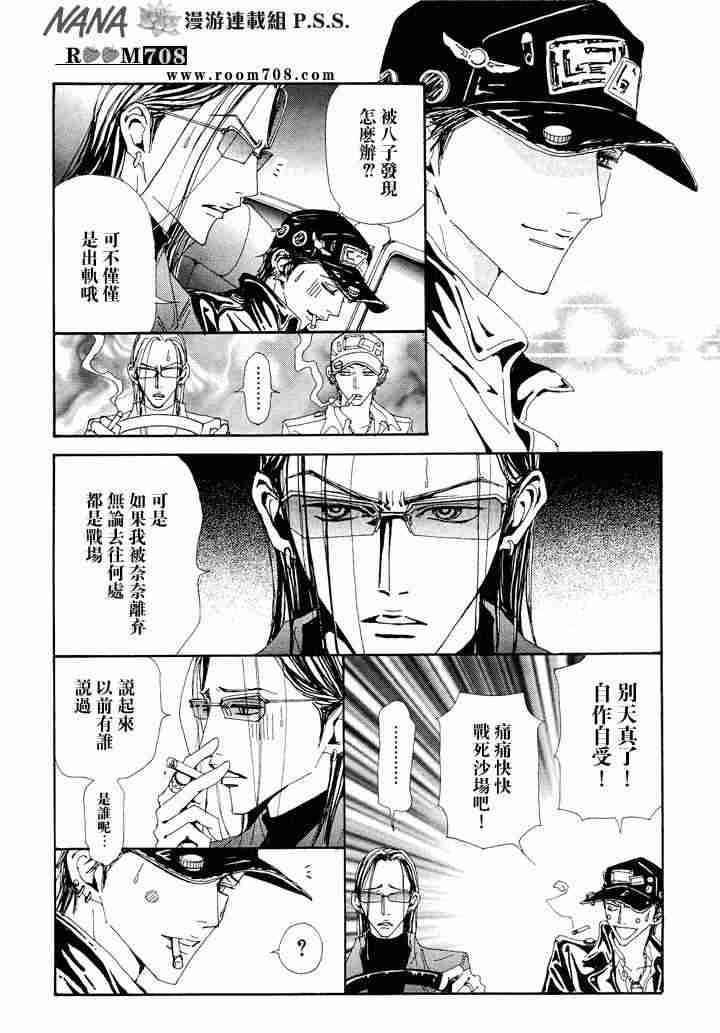 NANA 漫游連載組 P.S.S.
ROOM 708
www.room708.com
被八子發現
怎麼辦??
可不僅僅
是出軌哦
………
可是
如果我被奈奈離弃
無論去往何處
都是戰場
別天真了！
自作自受！
痛痛快快
戰死沙場吧！
………
說起來
以前有誰
説過
是誰呢…
?